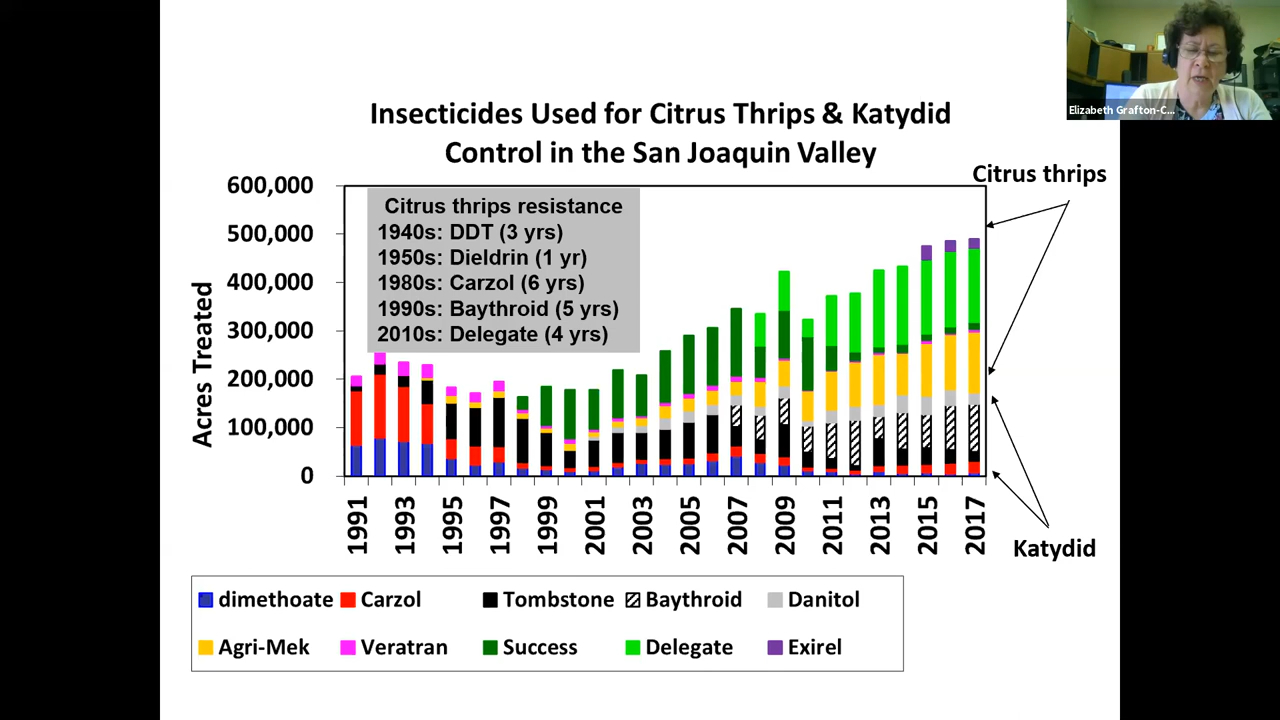 Elizabeth Grafton-C...
Insecticides Used for Citrus Thrips & Katydid
Control in the San Joaquin Valley
Citrus thrips
600,000
500,000
400,000
300,000
200,000
100,000
0
Acres Treated
Citrus thrips resistance
1940s: DDT (3 yrs)
1950s: Dieldrin (1 yr)
1980s: Carzol (6 yrs)
1990s: Baythroid (5 yrs)
2010s: Delegate (4 yrs)
1991
1993
1995
1997
1999
2001
2003
2005
2007
2009
2011
2013
2015
2017
Katydid
dimethoate Carzol Tombstone Baythroid Danitol
Agri-Mek Veratran Success Delegate Exirel